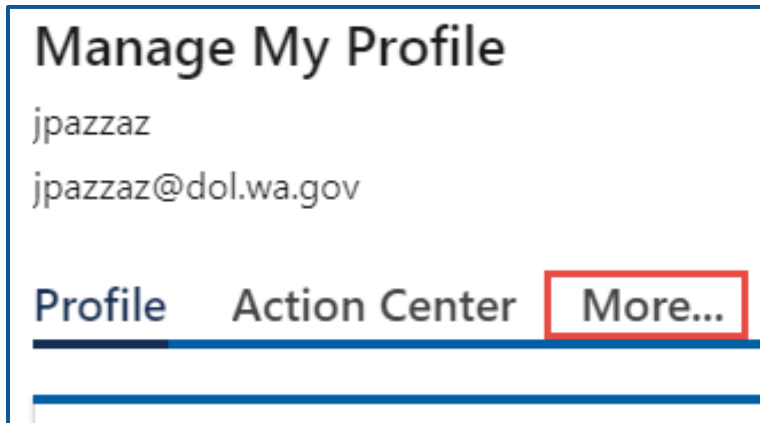 Manage My Profile
jpazzaz
jpazzaz@dol.wa.gov
Profile Action Center More...